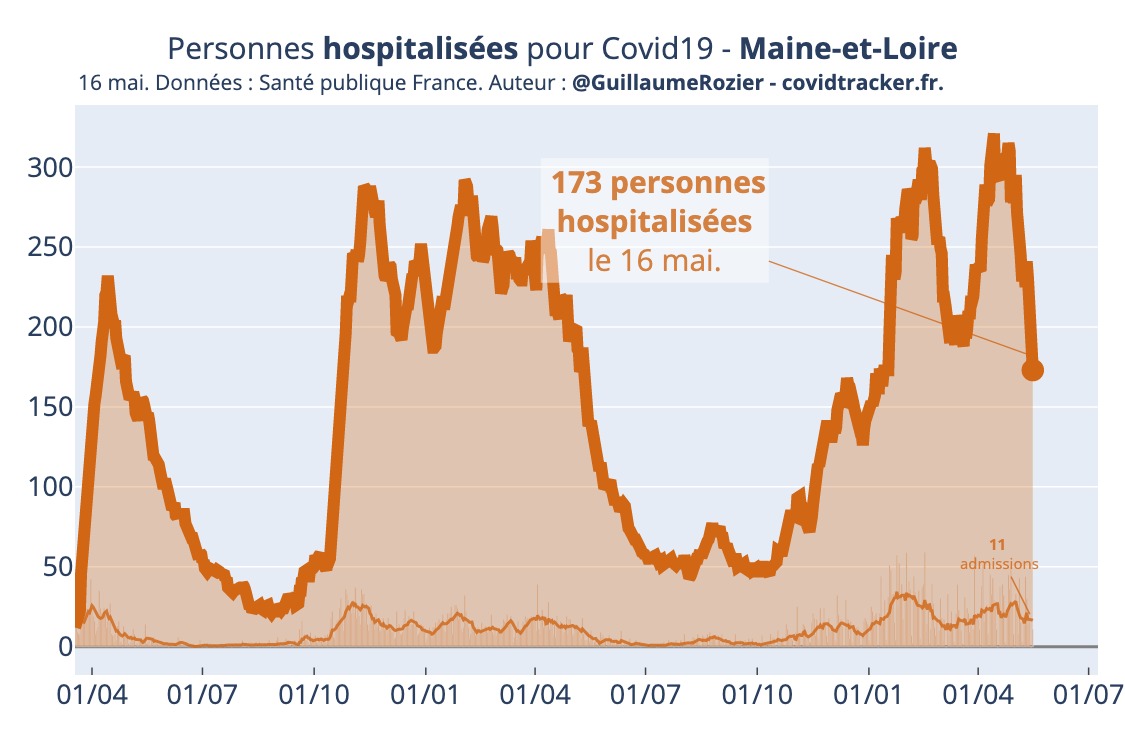 Personnes hospitalisées pour Covid19 - Maine-et-Loire
16 mai. Données : Santé publique France. Auteur : @GuillaumeRozier - covidtracker.fr.
300
173 personnes
hospitalisées
le 16 mai.
250
200
150
100
50
0
11
admissions
01/04 01/07 01/10 01/01 01/04 01/07 01/10 01/01 01/04 01/07